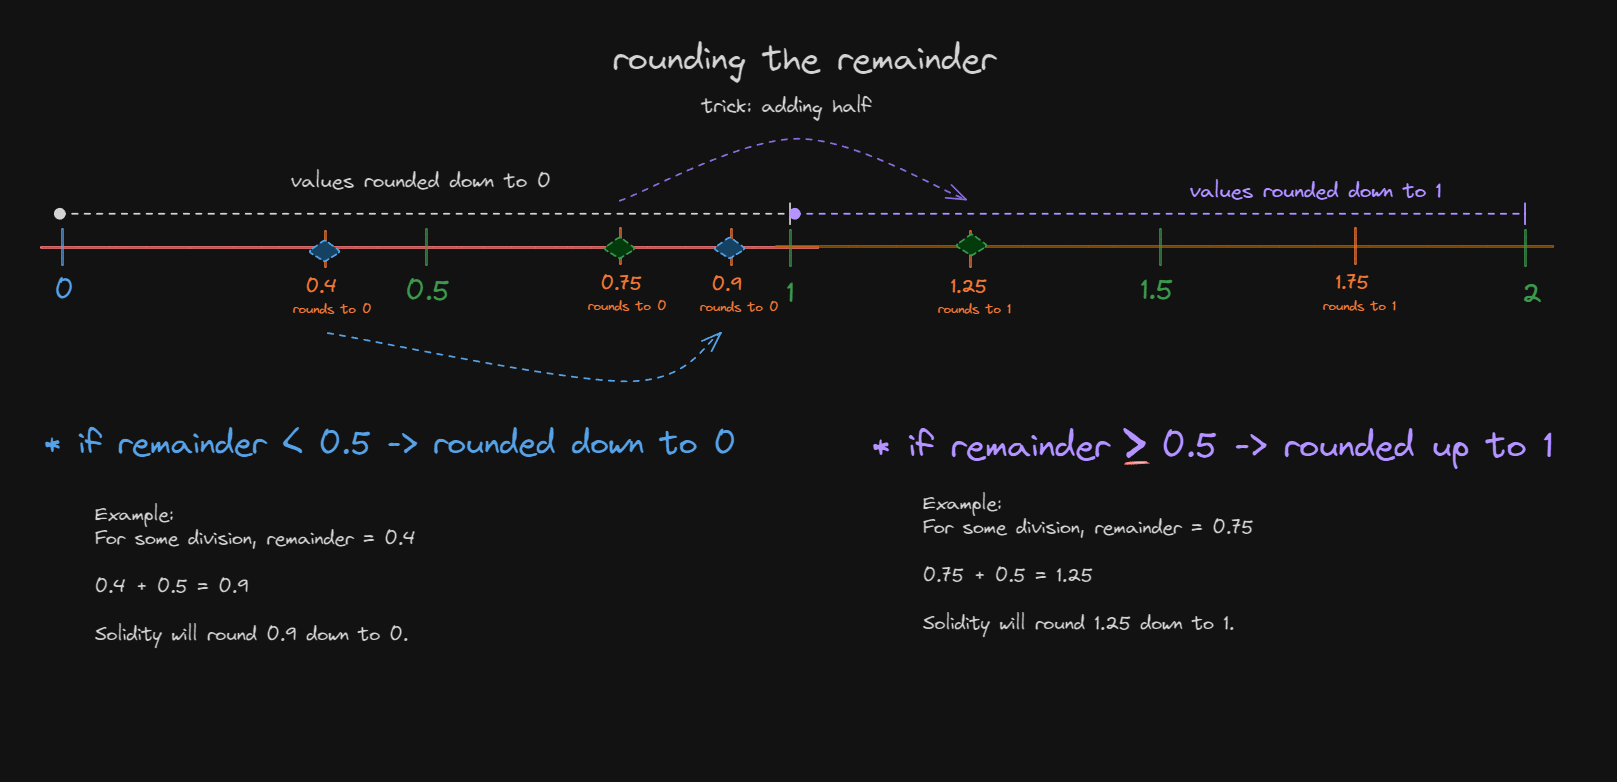 rounding the remainder
trick: adding half
values rounded down to 0
values rounded down to 1
0
0.4
rounds to 0
0.5
0.75
rounds to 0
0.9
rounds to 0
1
1.25
rounds to 1
1.5
1.75
rounds to 1
2
* if remainder < 0.5 -> rounded down to 0
Example:
For some division, remainder = 0.4
0.4 + 0.5 = 0.9
Solidity will round 0.9 down to 0.
* if remainder ≥ 0.5 -> rounded up to 1
Example:
For some division, remainder = 0.75
0.75 + 0.5 = 1.25
Solidity will round 1.25 down to 1.